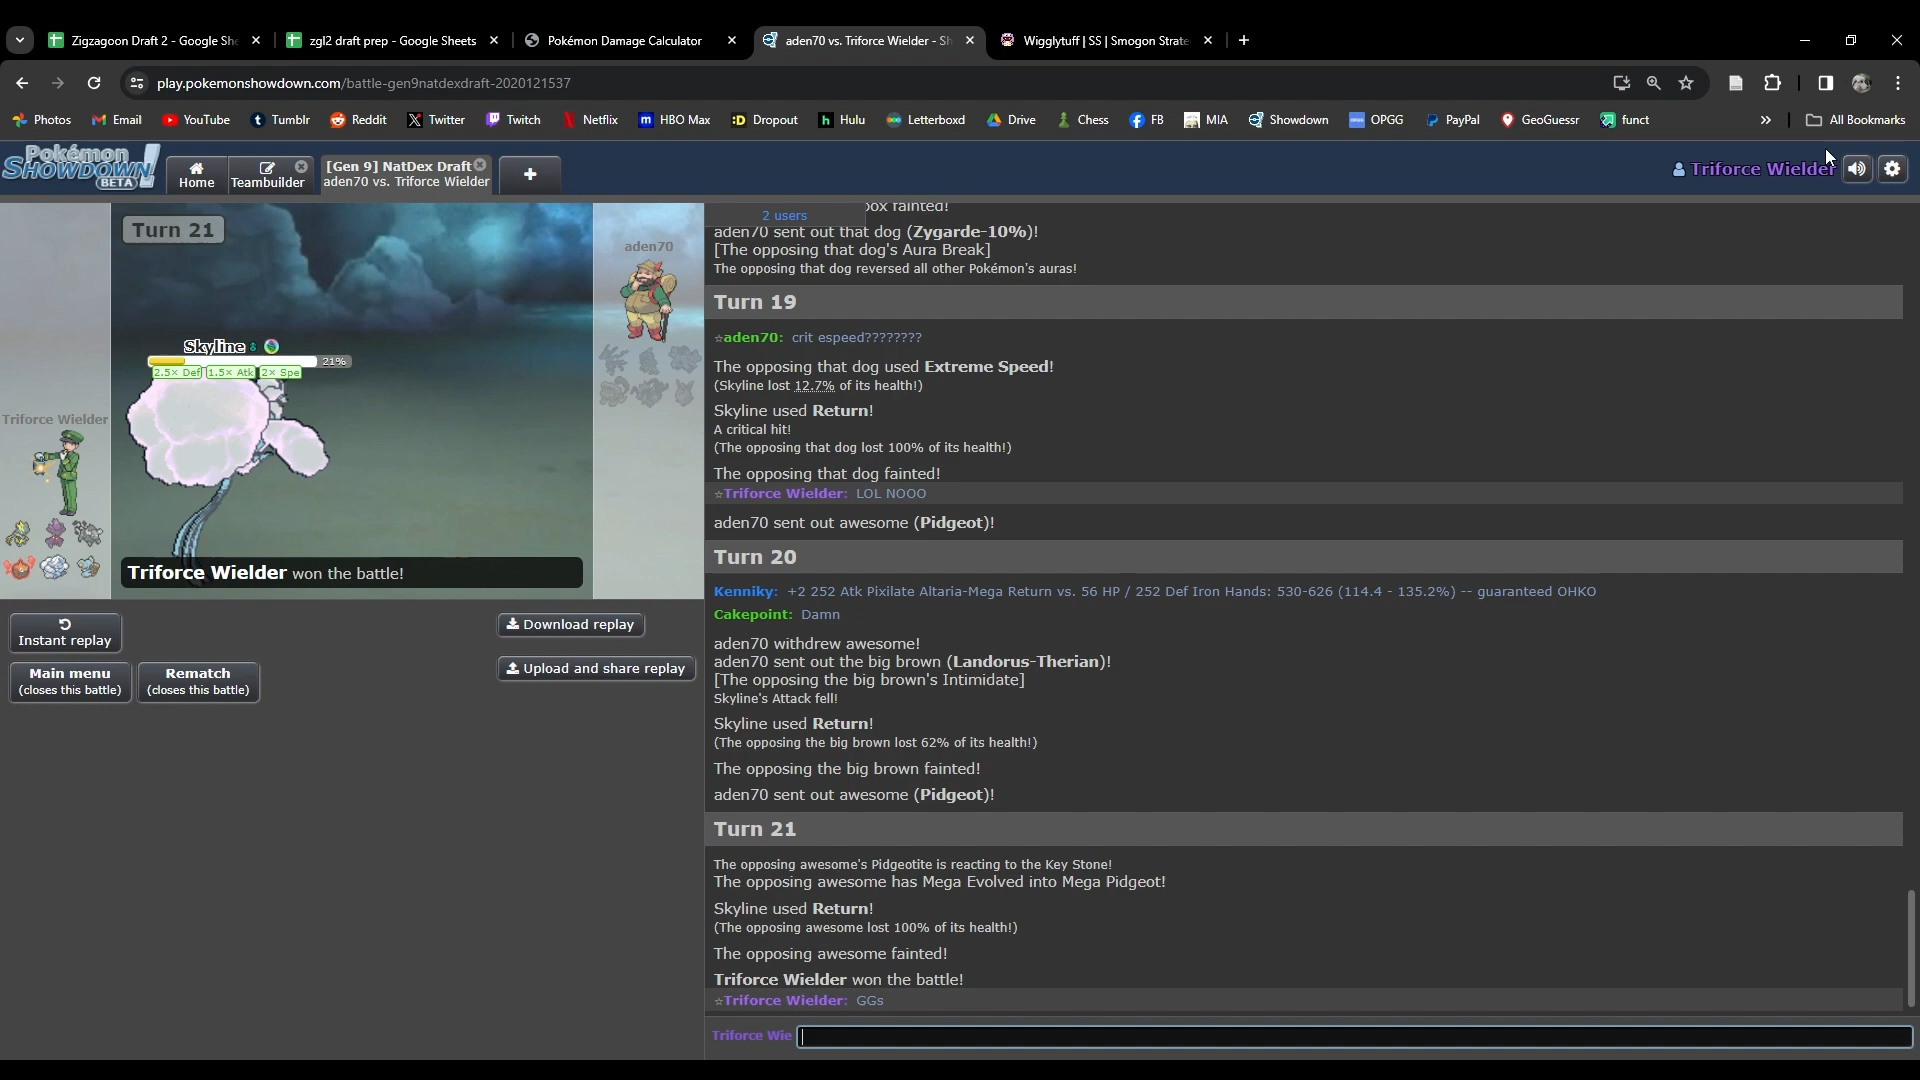 Zigzagoon Draft 2 - Google She
zgl2 draft prep - Google Sheets
Pokémon Damage Calculator
aden70 vs. Triforce Wielder - Sh
Wigglytuff | SS | Smogon Strate
play.pokemonshowdown.com/battle-gen9natdexdraft-2020121537
Photos
Email
YouTube
Tumblr
Reddit
Twitter
Twitch
Netflix
HBO Max
Dropout
Hulu
Letterboxd
Drive
Chess
FB
MIA
Showdown
OPGG
PayPal
GeoGuessr
funct
All Bookmarks
Pokémon
Showdown!
BETA
Home
Teambuilder
[Gen 9] NatDex Draft
aden70 vs. Triforce Wielder
Triforce Wielder
Turn 21
Skyline
21%
2.5× Def 1.5× Atk 2× Spe
aden70
Triforce Wielder
Triforce Wielder won the battle!
Instant replay
Download replay
Upload and share replay
Main menu
(closes this battle)
Rematch
(closes this battle)
2 users
box fainted!
aden70 sent out that dog (Zygarde-10%)!
[The opposing that dog's Aura Break]
The opposing that dog reversed all other Pokémon's auras!
Turn 19
☆aden70: crit espeed????????
The opposing that dog used Extreme Speed!
(Skyline lost 12.7% of its health!)
Skyline used Return!
A critical hit!
(The opposing that dog lost 100% of its health!)
The opposing that dog fainted!
☆Triforce Wielder: LOL NOOO
aden70 sent out awesome (Pidgeot)!
Turn 20
Kenniky: +2 252 Atk Pixilate Altaria-Mega Return vs. 56 HP / 252 Def Iron Hands: 530-626 (114.4 - 135.2%) -- guaranteed OHKO
Cakepoint: Damn
aden70 withdrew awesome!
aden70 sent out the big brown (Landorus-Therian)!
[The opposing the big brown's Intimidate]
Skyline's Attack fell!
Skyline used Return!
(The opposing the big brown lost 62% of its health!)
The opposing the big brown fainted!
aden70 sent out awesome (Pidgeot)!
Turn 21
The opposing awesome's Pidgeotite is reacting to the Key Stone!
The opposing awesome has Mega Evolved into Mega Pidgeot!
Skyline used Return!
(The opposing awesome lost 100% of its health!)
The opposing awesome fainted!
Triforce Wielder won the battle!
☆Triforce Wielder: GGs
Triforce Wie